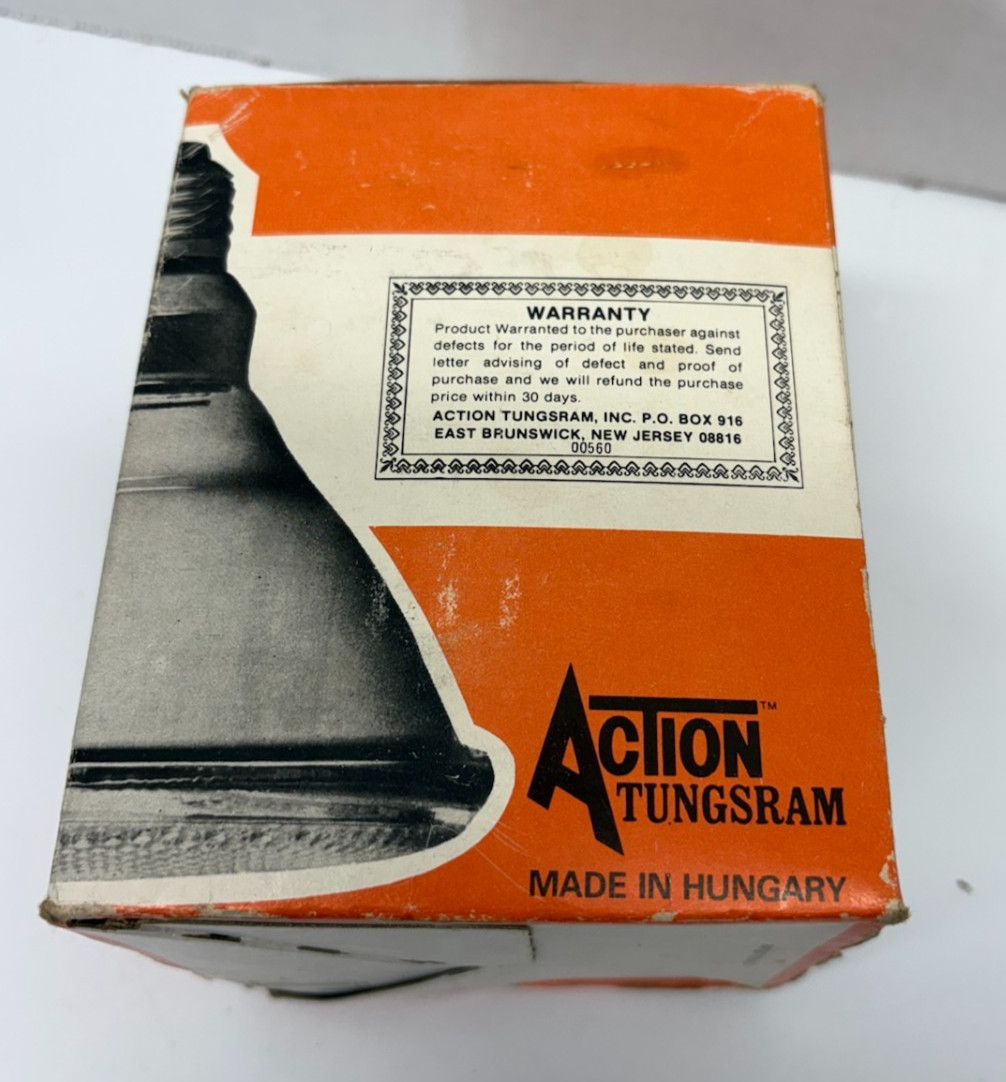 WARRANTY
Product Warranted to the purchaser against
defects for the period of life stated. Send
letter advising of defect and proof of
purchase and we will refund the purchase
price within 30 days.
ACTION TUNGSRAM, INC. P.O. BOX 916
EAST BRUNSWICK, NEW JERSEY 08816
00560
ACTION™
TUNGSRAM
MADE IN HUNGARY